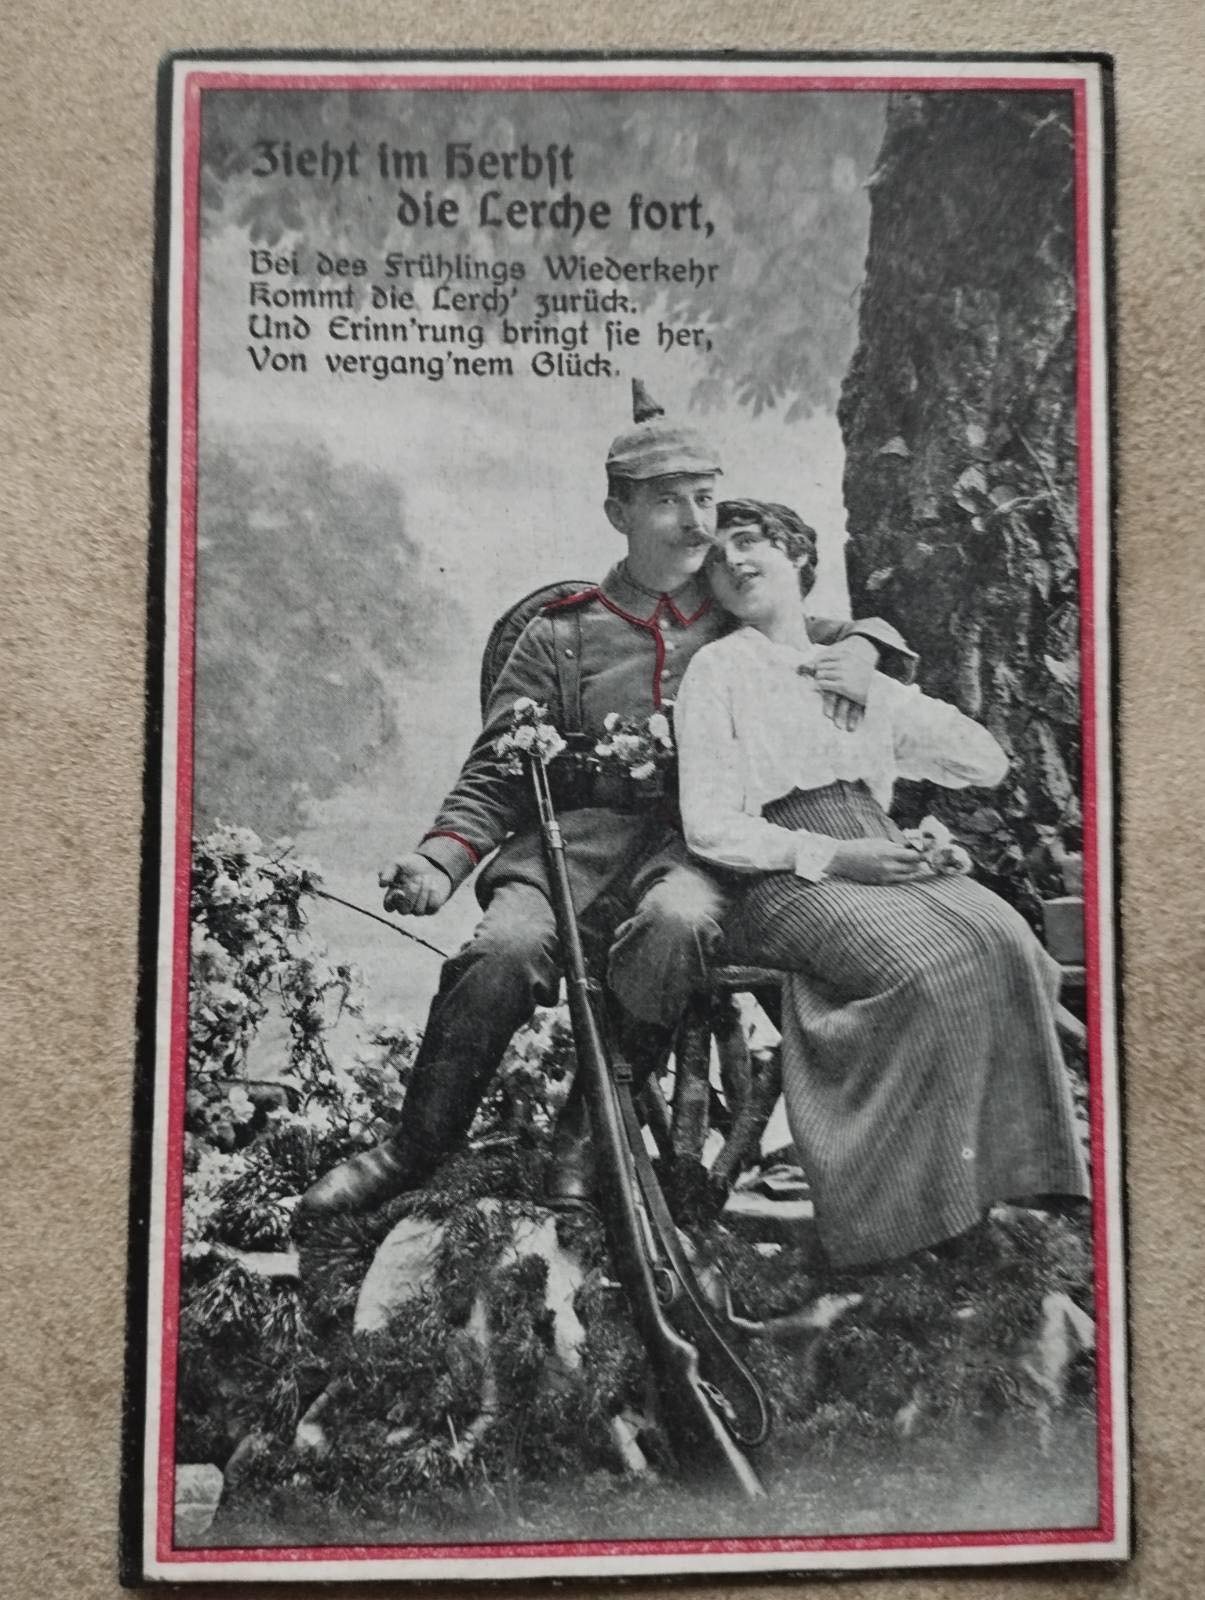 Zieht im Herbst
die Lerche fort,
Bei des Frühlings Wiederkehr
Kommt die Lerch' zurück.
Und Erinn'rung bringt sie her,
Von vergang'nem Glück.